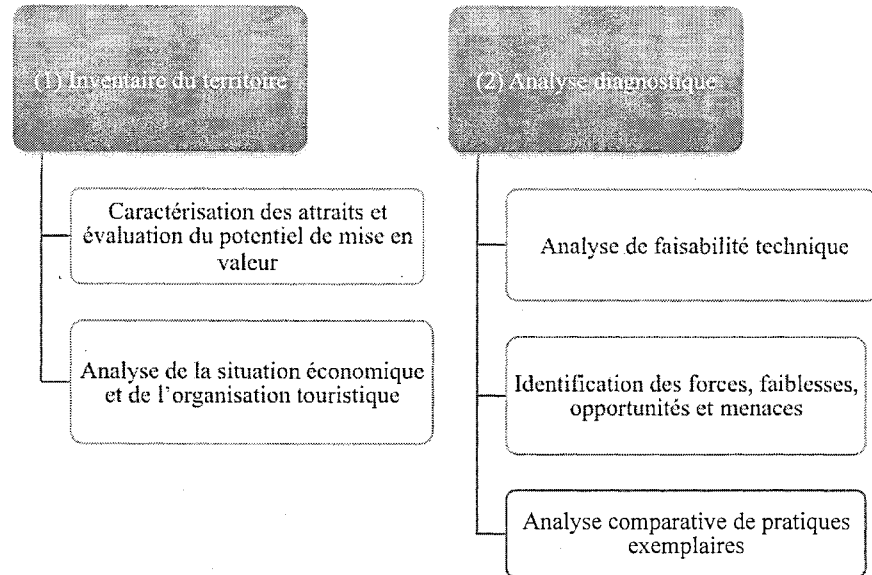 (1) Inventaire du territoire
Caractérisation des attraits et
évaluation du potentiel de mise en
valeur
Analyse de la situation économique
et de l'organisation touristique
(2) Analyse diagnostique
Analyse de faisabilité technique
Identification des forces, faiblesses,
opportunités et menaces
Analyse comparative de pratiques
exemplaires